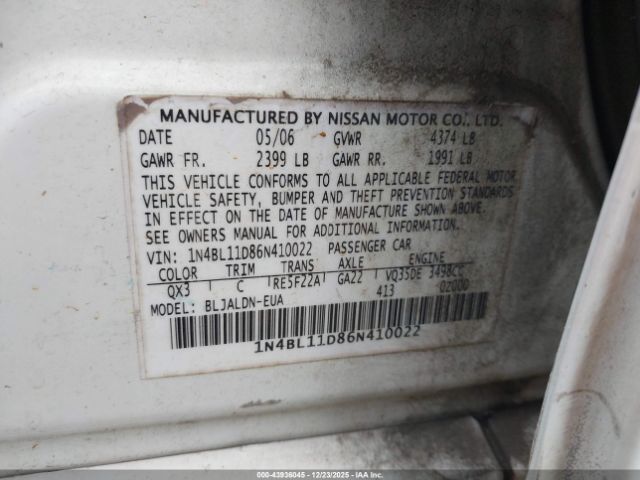 MANUFACTURED BY NISSAN MOTOR CO., LTD.
DATE 05/06 GVWR 4374 LB
GAWR FR. 2399 LB GAWR RR. 1991 LB
THIS VEHICLE CONFORMS TO ALL APPLICABLE FEDERAL MOTOR
VEHICLE SAFETY, BUMPER AND THEFT PREVENTION STANDARDS
IN EFFECT ON THE DATE OF MANUFACTURE SHOWN ABOVE.
SEE OWNERS MANUAL FOR ADDITIONAL INFORMATION.
VIN: 1N4BL11D86N410022 PASSENGER CAR
COLOR TRIM TRANS AXLE ENGINE
QX3 C RE5F22A GA22 VQ35DE 3498CC
MODEL: BLJALDN-EUA 413 0Z000
1N4BL11D86N410022
000-43936045 - 12/23/2025 - IAAI.COM